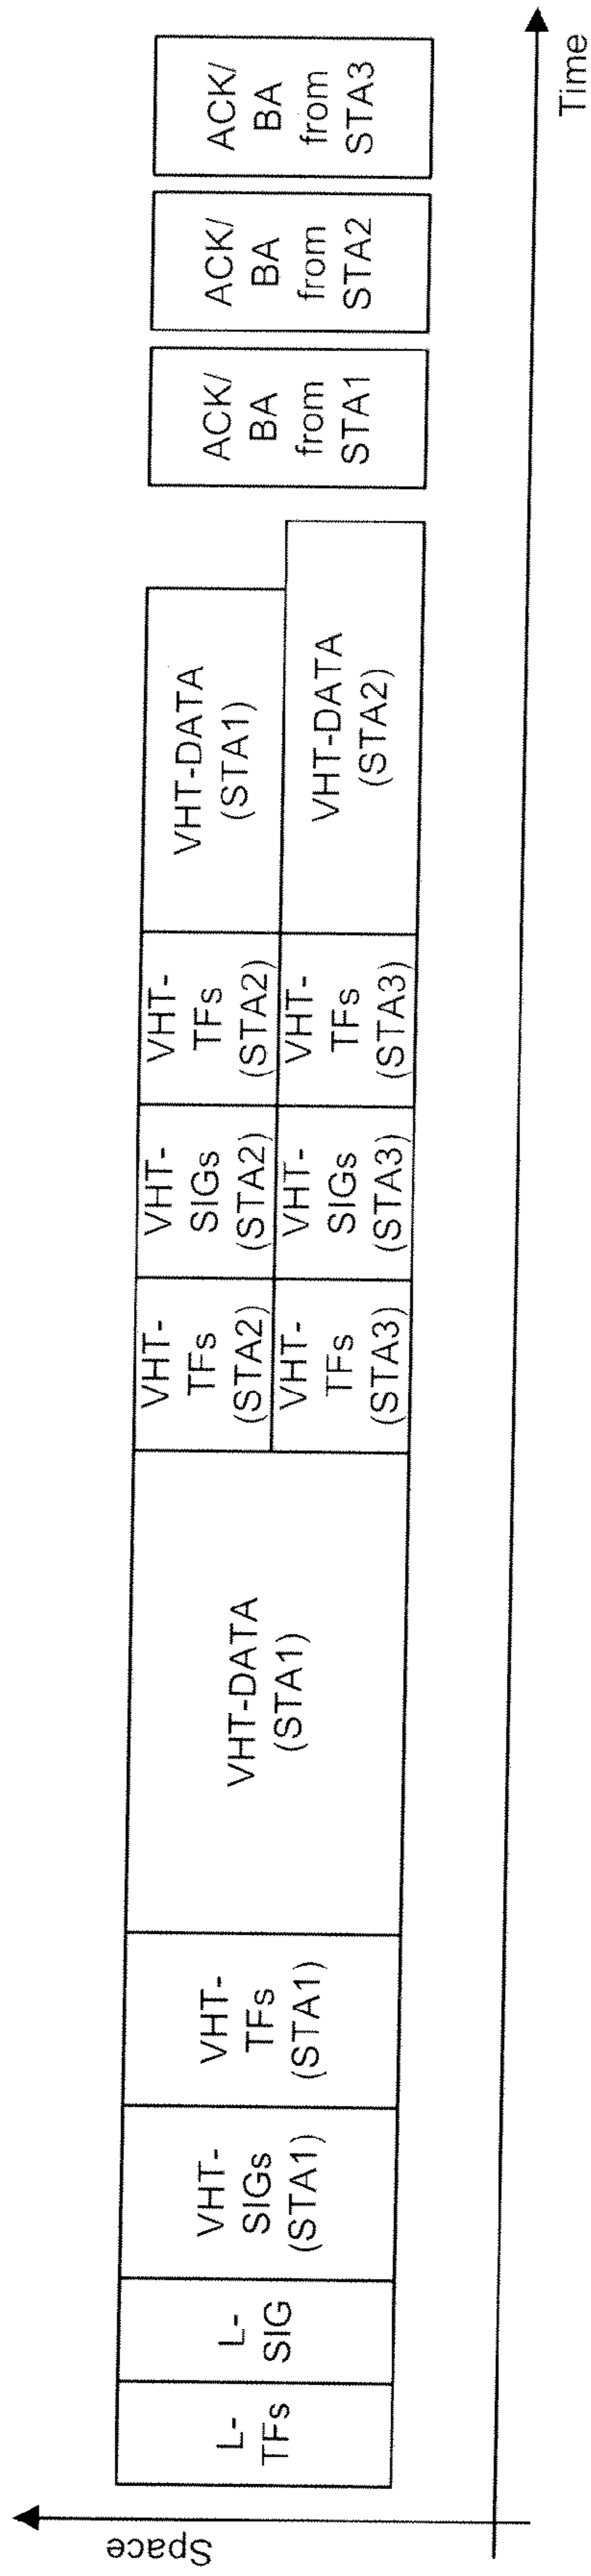 Space
L-
TFs
L-
SIG
VHT-
SIGs
(STA1)
VHT-
TFs
(STA1)
VHT-DATA
(STA1)
VHT-
TFs
(STA2)
VHT-
TFs
(STA3)
VHT-
SIGs
(STA2)
VHT-
SIGs
(STA3)
VHT-
TFs
(STA2)
VHT-
TFs
(STA3)
VHT-DATA
(STA1)
VHT-DATA
(STA2)
ACK/
BA
from
STA1
ACK/
BA
from
STA2
ACK/
BA
from
STA3
Time